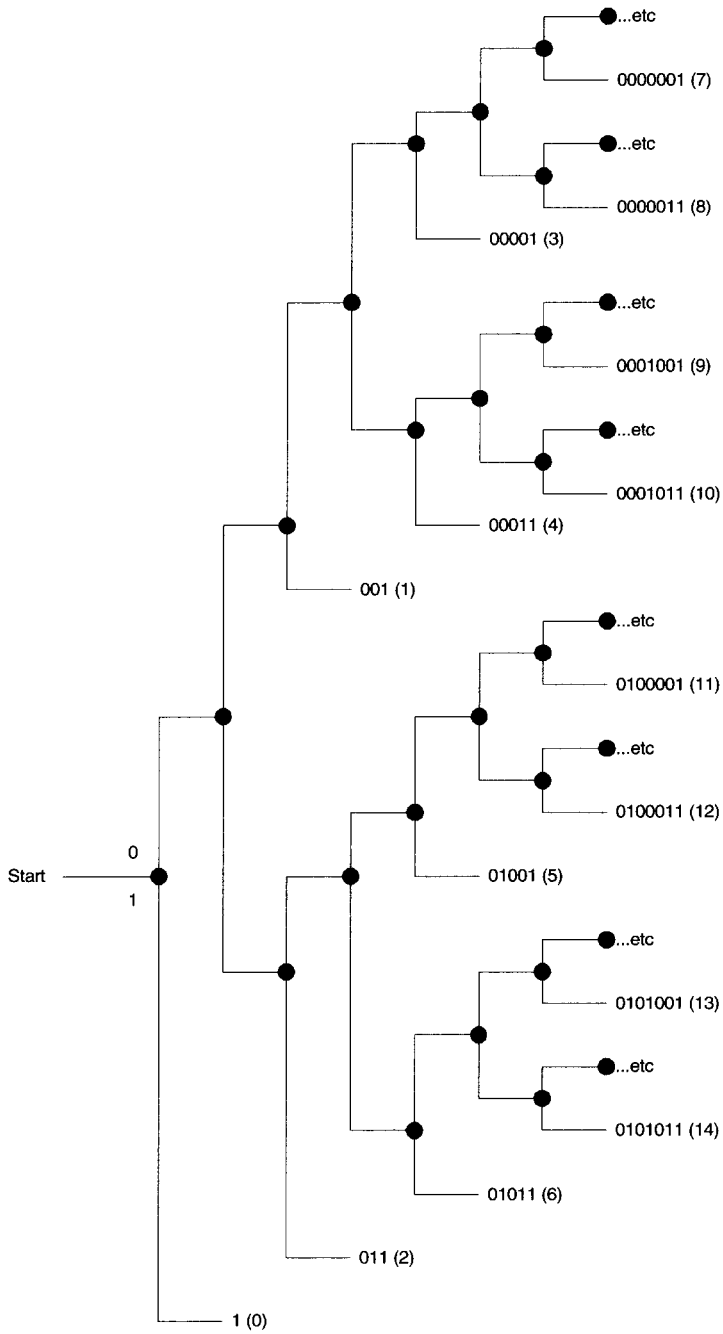 ...etc
0000001 (7)
...etc
0000011 (8)
00001 (3)
...etc
0001001 (9)
...etc
0001011 (10)
00011 (4)
001 (1)
...etc
0100001 (11)
...etc
0100011 (12)
0
Start
01001 (5)
1
...etc
0101001 (13)
...etc
0101011 (14)
01011 (6)
011 (2)
1 (0)